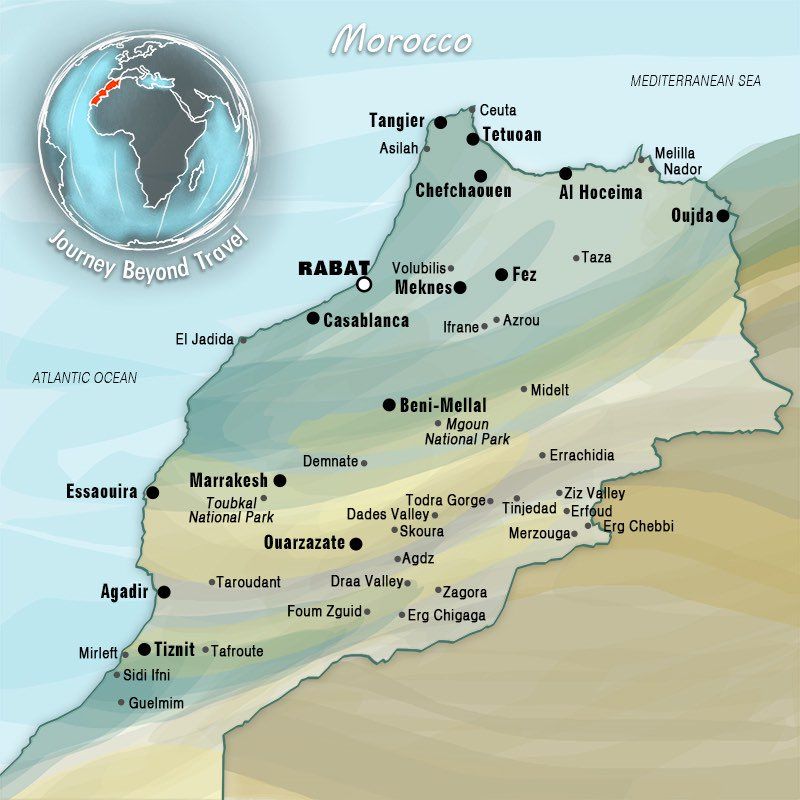 Morocco
MEDITERRANEAN SEA
Journey Beyond Travel
Ceuta
Tangier
Tetuoan
Asilah
Melilla
Nador
Chefchaouen
Al Hoceima
Oujda
RABAT
Volubilis
Taza
Fez
Meknes
Casablanca
Ifrane
Azrou
El Jadida
ATLANTIC OCEAN
Midelt
Beni-Mellal
Mgoun
National Park
Demnate
Errachidia
Marrakesh
Essaouira
Toubkal
National Park
Todra Gorge
Ziz Valley
Tinjedad
Erfoud
Dades Valley
Skoura
Merzouga
Erg Chebbi
Ouarzazate
Agdz
Taroudant
Draa Valley
Agadir
Zagora
Foum Zguid
Erg Chigaga
Mirleft
Tiznit
Tafroute
Sidi Ifni
Guelmim